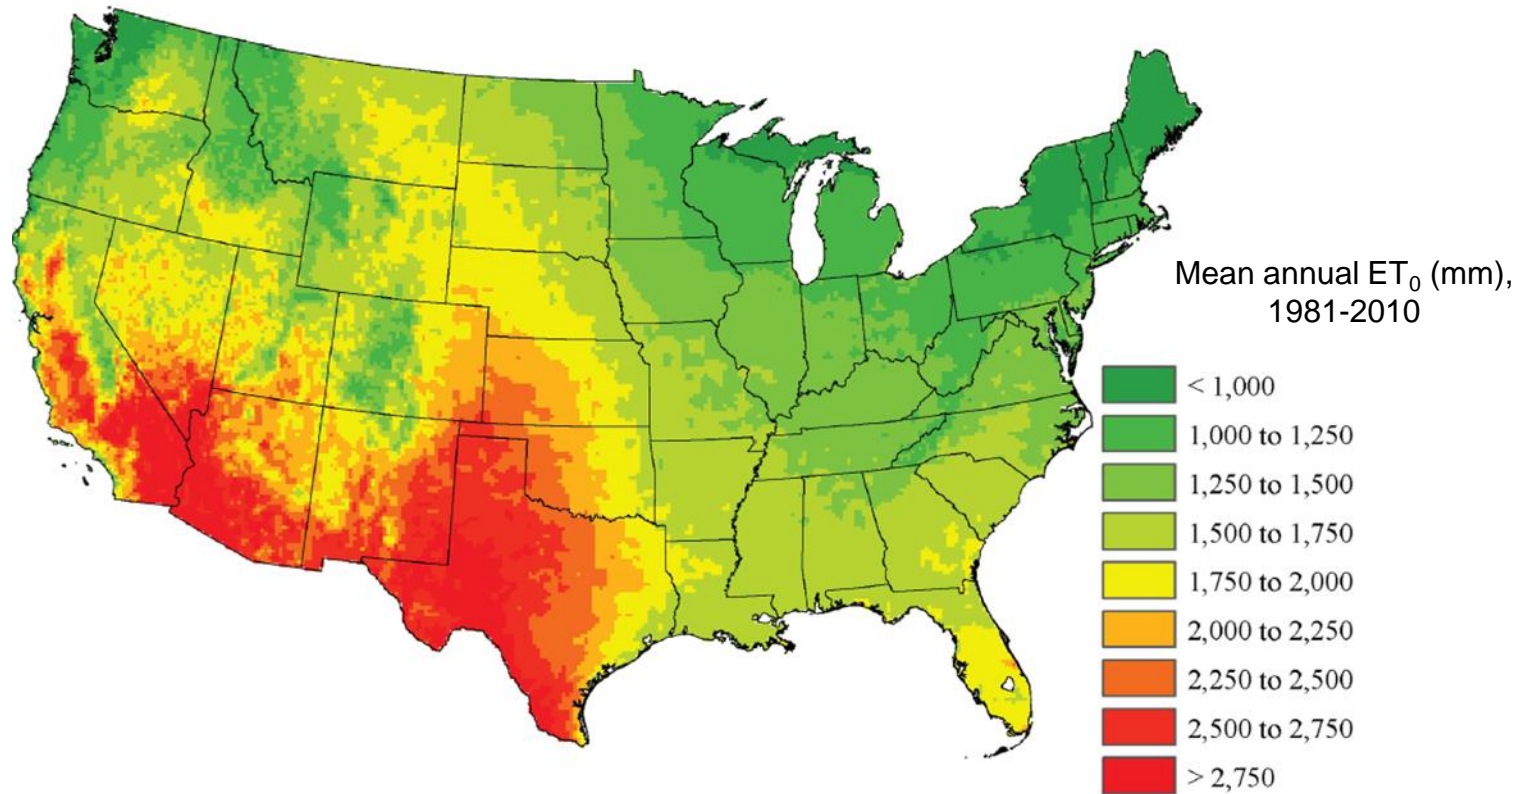 Mean annual ET₀ (mm),
1981-2010
< 1,000
1,000 to 1,250
1,250 to 1,500
1,500 to 1,750
1,750 to 2,000
2,000 to 2,250
2,250 to 2,500
2,500 to 2,750
> 2,750